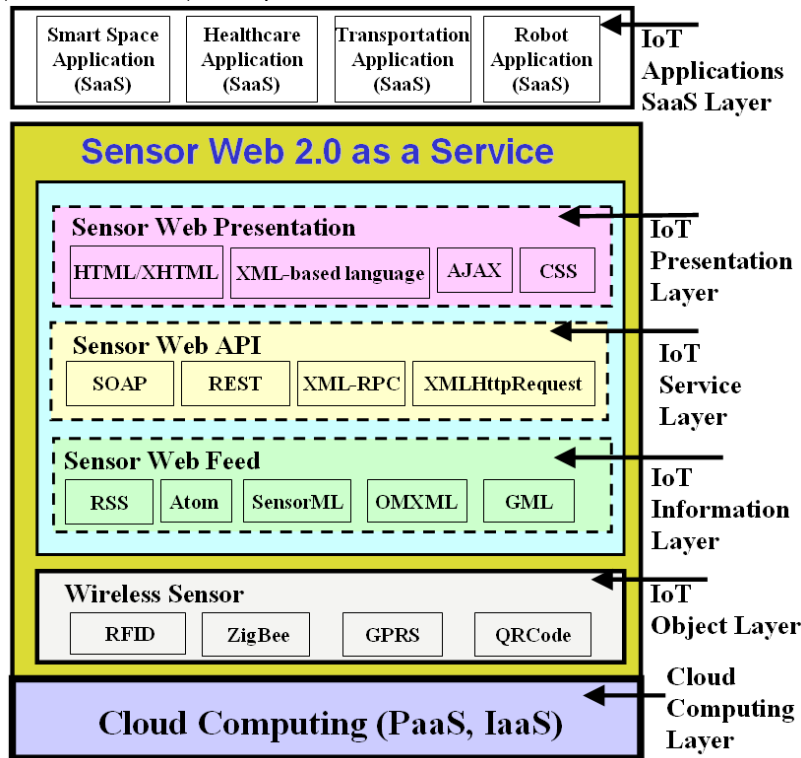 Smart Space
Application
(SaaS)
Healthcare
Application
(SaaS)
Transportation
Application
(SaaS)
Robot
Application
(SaaS)
IoT
Applications
SaaS Layer
Sensor Web 2.0 as a Service
Sensor Web Presentation
HTML/XHTML
XML-based language
AJAX
CSS
IoT
Presentation
Layer
Sensor Web API
SOAP
REST
XML-RPC
XMLHttpRequest
IoT
Service
Layer
Sensor Web Feed
RSS
Atom
SensorML
OMXML
GML
IoT
Information
Layer
Wireless Sensor
RFID
ZigBee
GPRS
QRCode
IoT
Object Layer
Cloud Computing (PaaS, IaaS)
Cloud
Computing
Layer